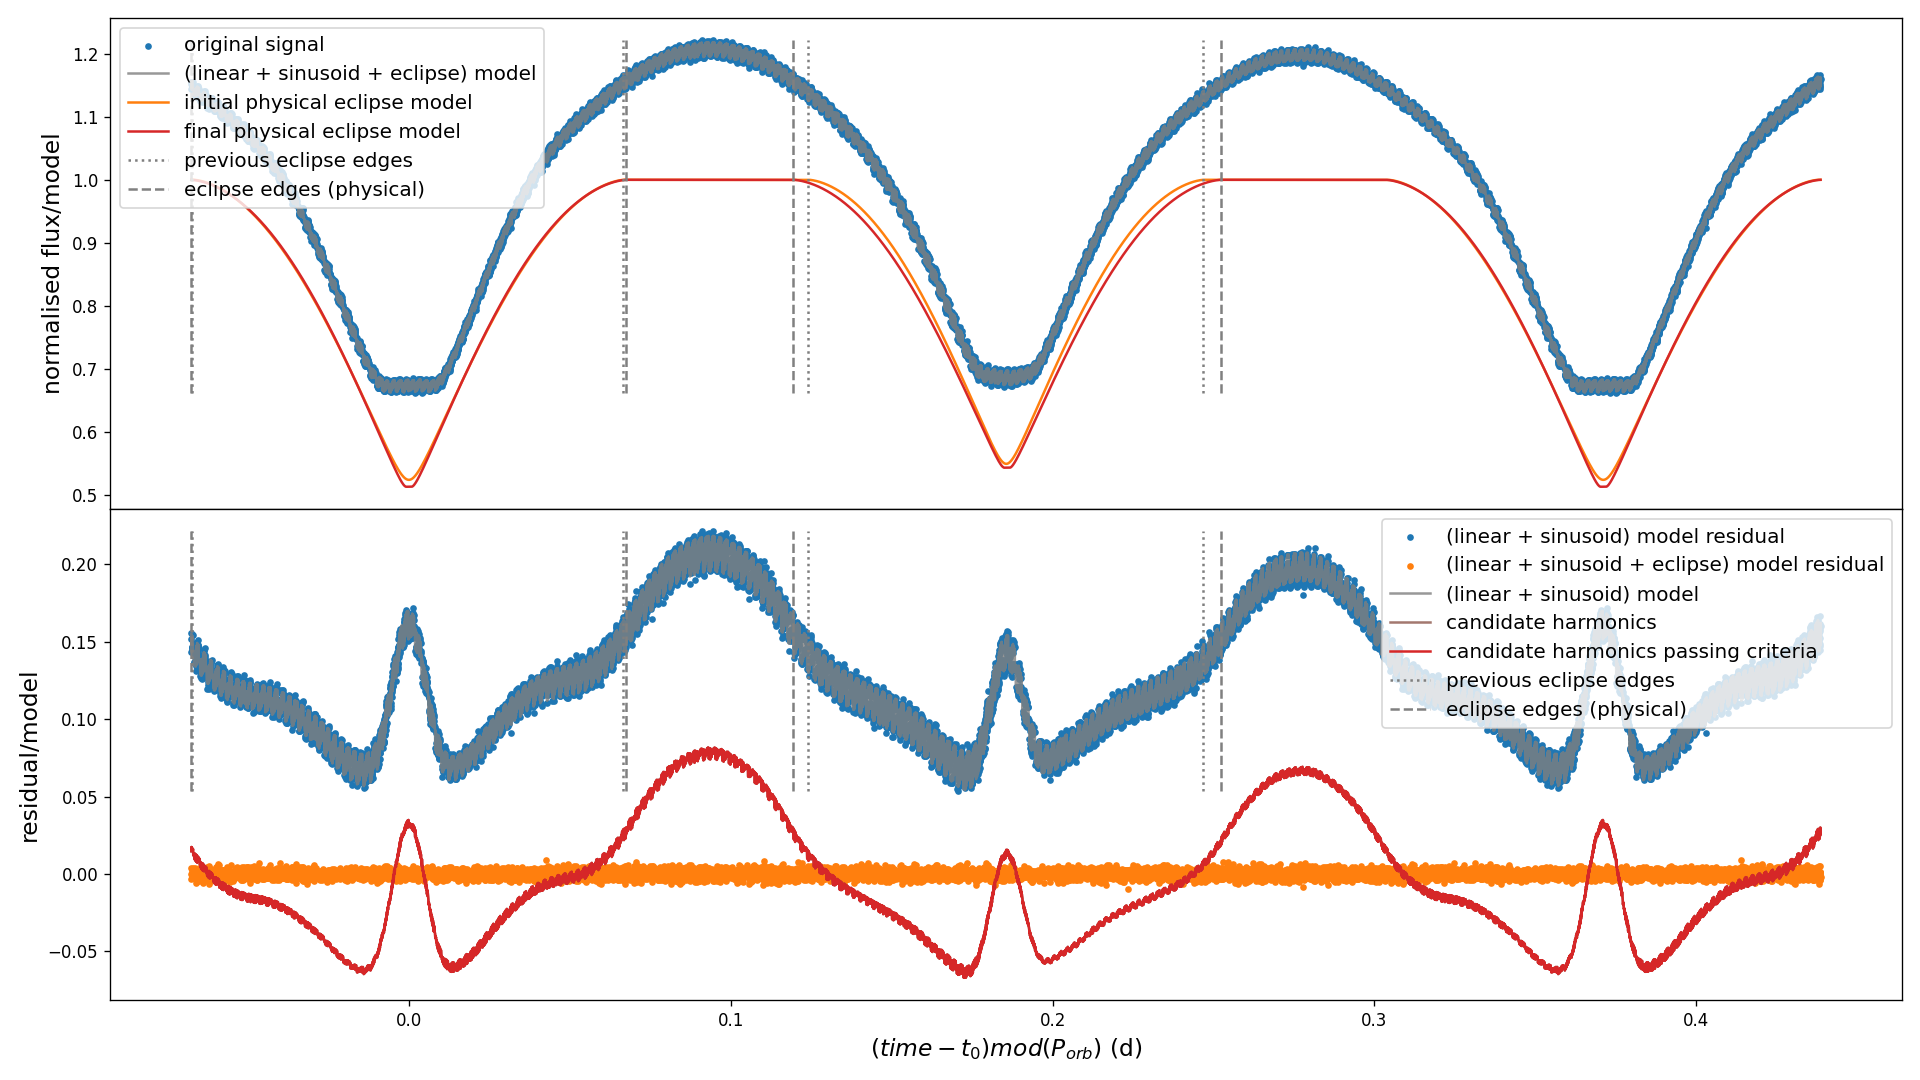 original signal
(linear + sinusoid + eclipse) model
initial physical eclipse model
final physical eclipse model
previous eclipse edges
eclipse edges (physical)
normalised flux/model
1.2
1.1
1.0
0.9
0.8
0.7
0.6
0.5
(linear + sinusoid) model residual
(linear + sinusoid + eclipse) model residual
(linear + sinusoid) model
candidate harmonics
candidate harmonics passing criteria
previous eclipse edges
eclipse edges (physical)
residual/model
0.20
0.15
0.10
0.05
0.00
−0.05
0.0 0.1 0.2 0.3 0.4
(time − t₀)mod(P_orb) (d)